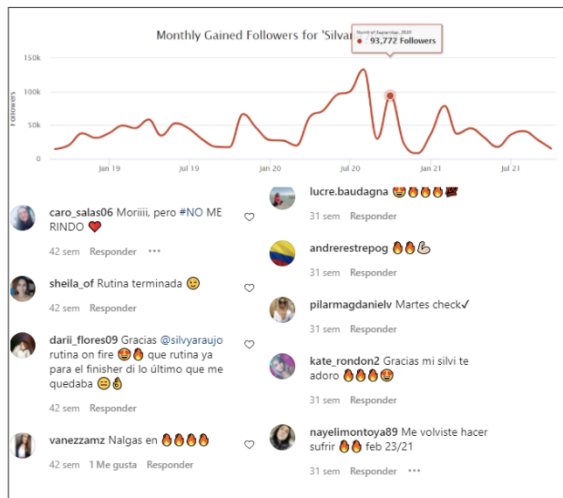 Monthly Gained Followers for 'Silvar
Month of September, 2020
● 93,772 Followers
Followers
150k
100k
50k
0
Jan 19
Jul 19
Jan 20
Jul 20
Jan 21
Jul 21
caro_salas06 Moriiii, pero #NO ME
RINDO ❤️
42 sem Responder •••
sheila_of Rutina terminada 😉
42 sem Responder
darii_flores09 Gracias @silvyaraujo
rutina on fire 🤩🔥 que rutina ya
para el finisher di lo último que me
quedaba 😑👌
42 sem Responder
vanezzamz Nalgas en 🔥🔥🔥🔥
42 sem 1 Me gusta Responder
lucre.baudagna 🤩🔥🔥🔥🔥
31 sem Responder
andrerestrepog 🔥🔥💪🏻
31 sem Responder
pilarmagdanielv Martes check✓
31 sem Responder
kate_rondon2 Gracias mi silvi te
adoro 🔥🔥🔥🤩
31 sem Responder
nayelimontoya89 Me volviste hacer
sufrir 🔥🔥 feb 23/21
31 sem Responder •••